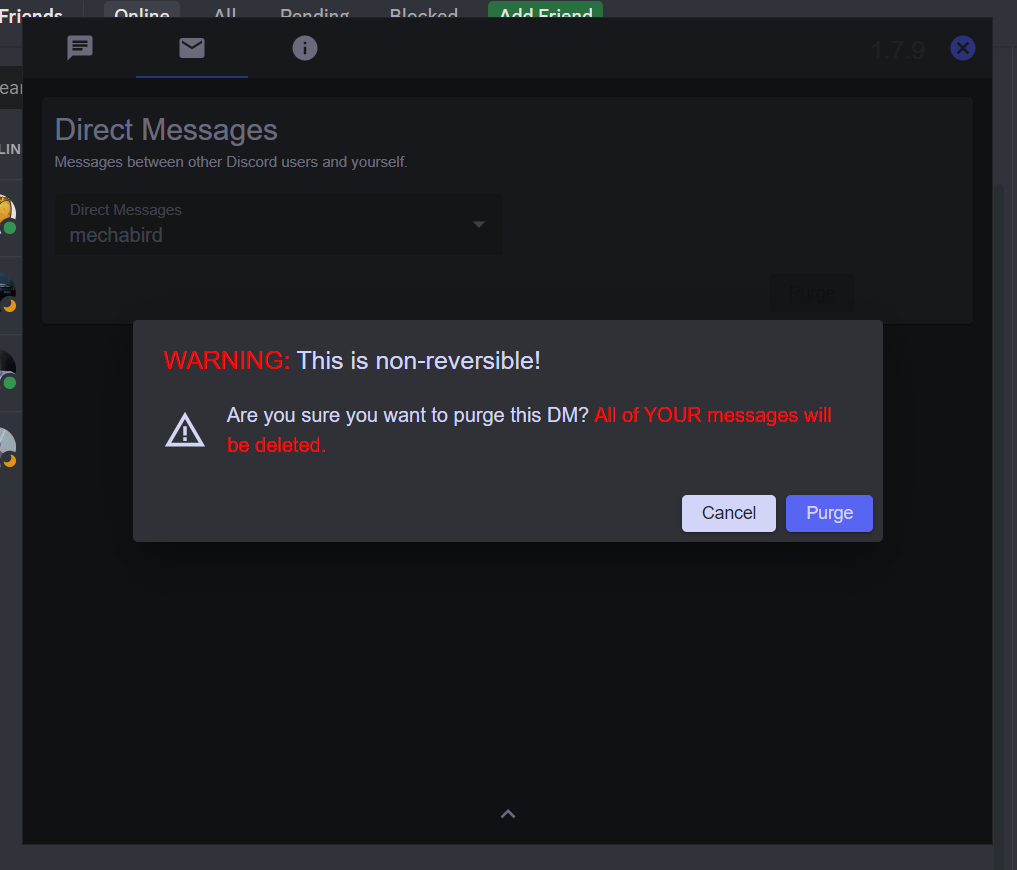 Friends Online All Pending Blocked Add Friend
1.7.9
ear
LIN
Direct Messages
Messages between other Discord users and yourself.
Direct Messages
mechabird
Purge
WARNING: This is non-reversible!
Are you sure you want to purge this DM? All of YOUR messages will
be deleted.
Cancel Purge